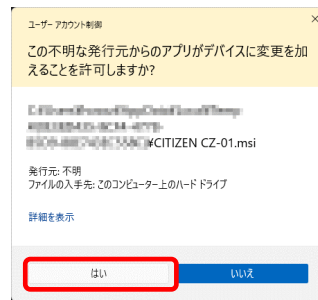 ユーザー アカウント制御
×
この不明な発行元からのアプリがデバイスに変更を加
えることを許可しますか?
¥CITIZEN CZ-01.msi
発行元: 不明
ファイルの入手先: このコンピューター上のハード ドライブ
詳細を表示
はい
いいえ